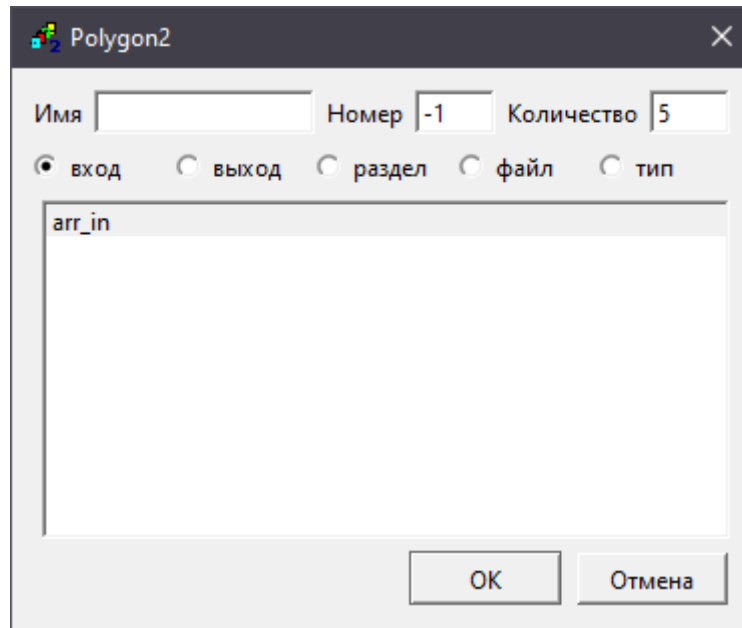 Polygon2
Имя Номер -1 Количество 5
вход выход раздел файл тип
arr_in
OK Отмена